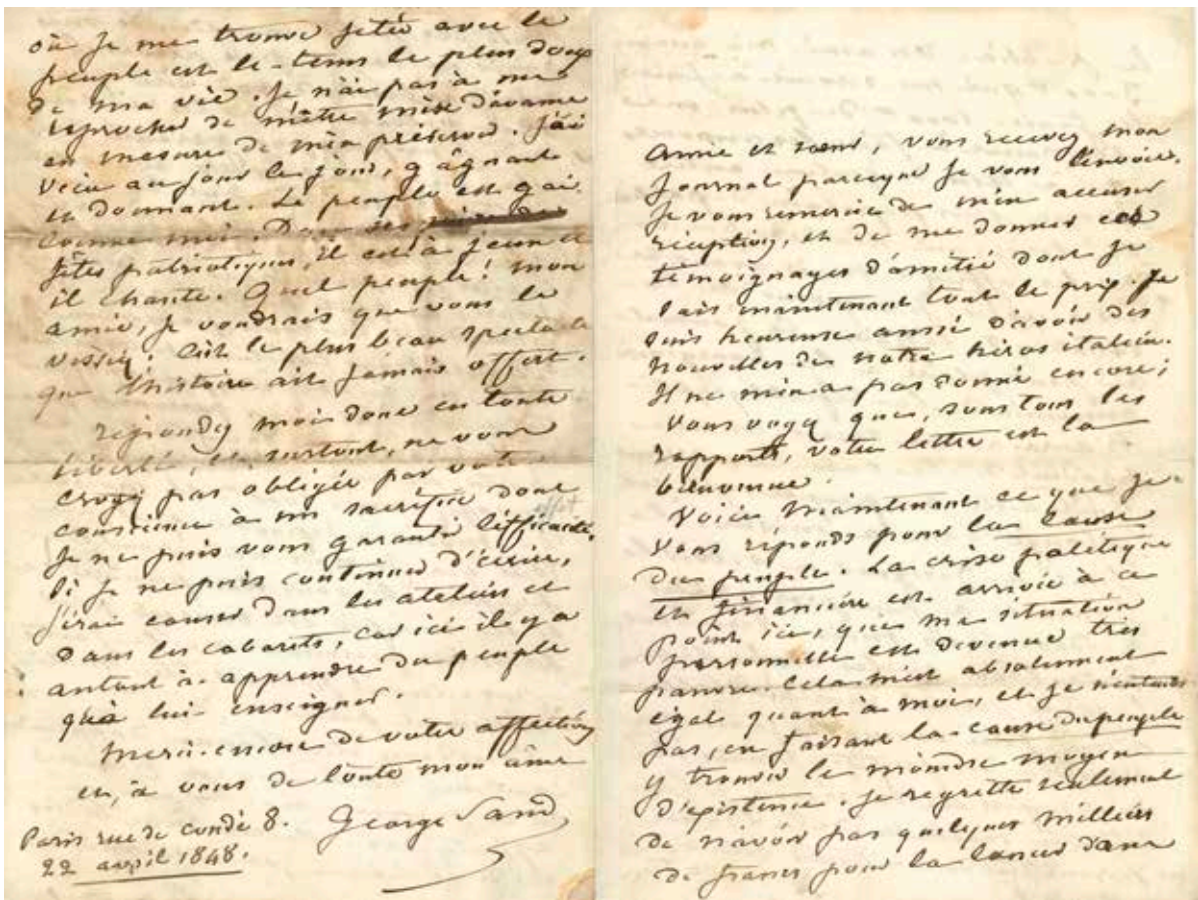 où je me trouve jetée avec le
peuple est le tems le plus doux
de ma vie. Je n'ai pas à me
reprocher de m'être mise d'avance
en mesure de m'en préserver. J'ai
vécu au jour le jour, gâgnant
et donnant. Le peuple est gai
comme moi. Dans ses
fêtes patriotiques, il est à jeun et
il chante. Quel peuple! mon
amie, je voudrais que vous le
vissiez! C'est le plus beau spectacle
que l'histoire ait jamais offert.
répondez moi donc en toute
liberté, et, surtout, ne vous
croyez pas obligée par votre
conscience à un sacrifice dont
je ne puis vous garantir l'efficacité.
Si je ne puis continuer d'écrire,
j'irai causer dans les ateliers et
dans les cabarets, car ici il y a
autant à apprendre du peuple
qu'à lui enseigner.
Merci encore de votre affection
et, à vous de toute mon âme
George Sand
Paris rue de condé 8.
22 avril 1848.
Amie et soeur, vous recevez mon
journal parceque je vous l'envoie.
Je vous remercie de m'en accuser
réception, et de me donner ces
témoignages d'amitié dont je
sais maintenant tout le prix. Je
suis heureuse aussi d'avoir des
nouvelles de notre héros italien.
Il ne m'en a pas donné encore;
Vous voyez que, sous tous les
rapports, votre lettre est la
bienvenue.
Voici maintenant ce que je
vous réponds pour la cause
du peuple. La crise politique
et financière est arrivée à ce
point ici, que ma situation
personnelle est devenue très
pauvre. Cela m'est absolument
égal quant à moi, et je n'entends
pas, en faisant la cause du peuple
y trouver le moindre moyen
d'existence. Je regrette seulement
de n'avoir pas quelques milliers
de francs pour la lancer dans